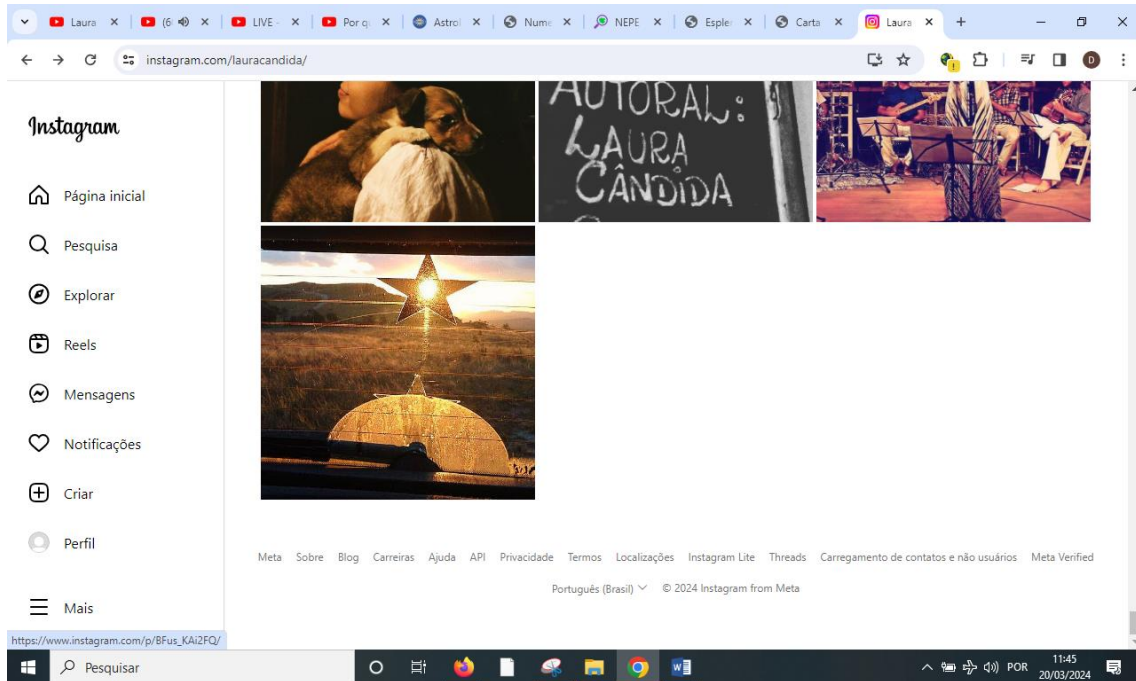 Laura
(6
LIVE -
Por q
Astrol
Nume
NEPE
Esple
Carta
Laura
instagram.com/lauracandida/
D
Instagram
Página inicial
Pesquisa
Explorar
Reels
Mensagens
Notificações
Criar
Perfil
Mais
AUTORAL:
LAURA
CÂNDIDA
Meta Sobre Blog Carreiras Ajuda API Privacidade Termos Localizações Instagram Lite Threads Carregamento de contatos e não usuários Meta Verified
Português (Brasil) © 2024 Instagram from Meta
https://www.instagram.com/p/BFus_KAi2FQ/
Pesquisar
POR
11:45
20/03/2024